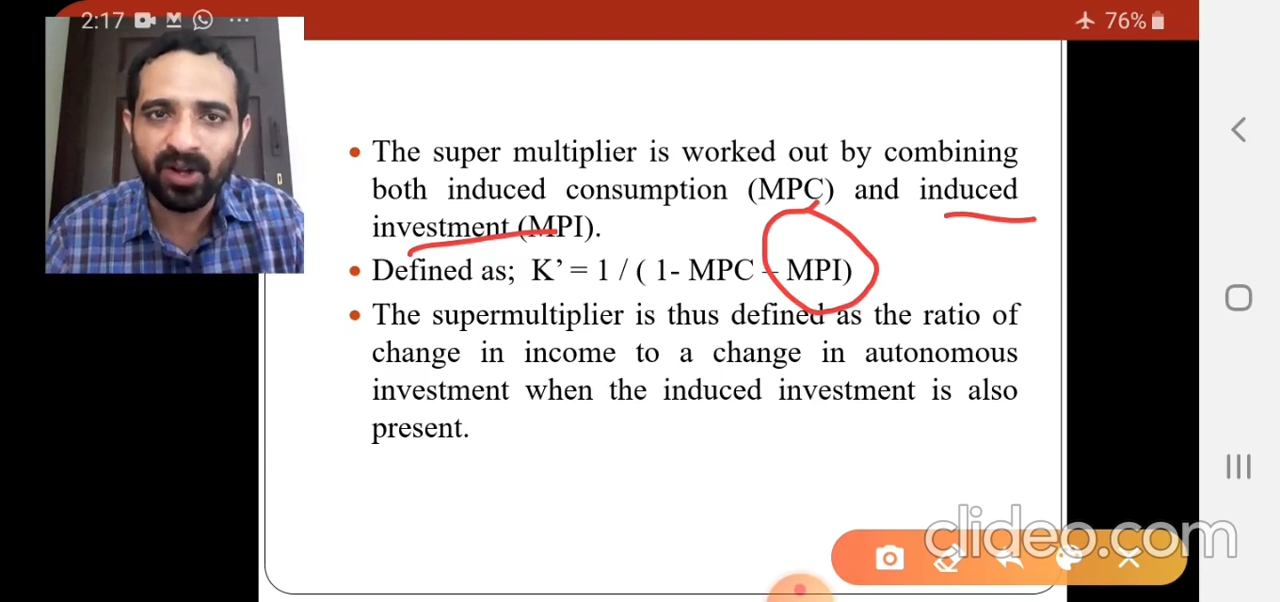 2:17
76%
• The super multiplier is worked out by combining
both induced consumption (MPC) and induced
investment (MPI).
• Defined as; K’ = 1 / ( 1- MPC – MPI)
• The supermultiplier is thus defined as the ratio of
change in income to a change in autonomous
investment when the induced investment is also
present.
clideo.com